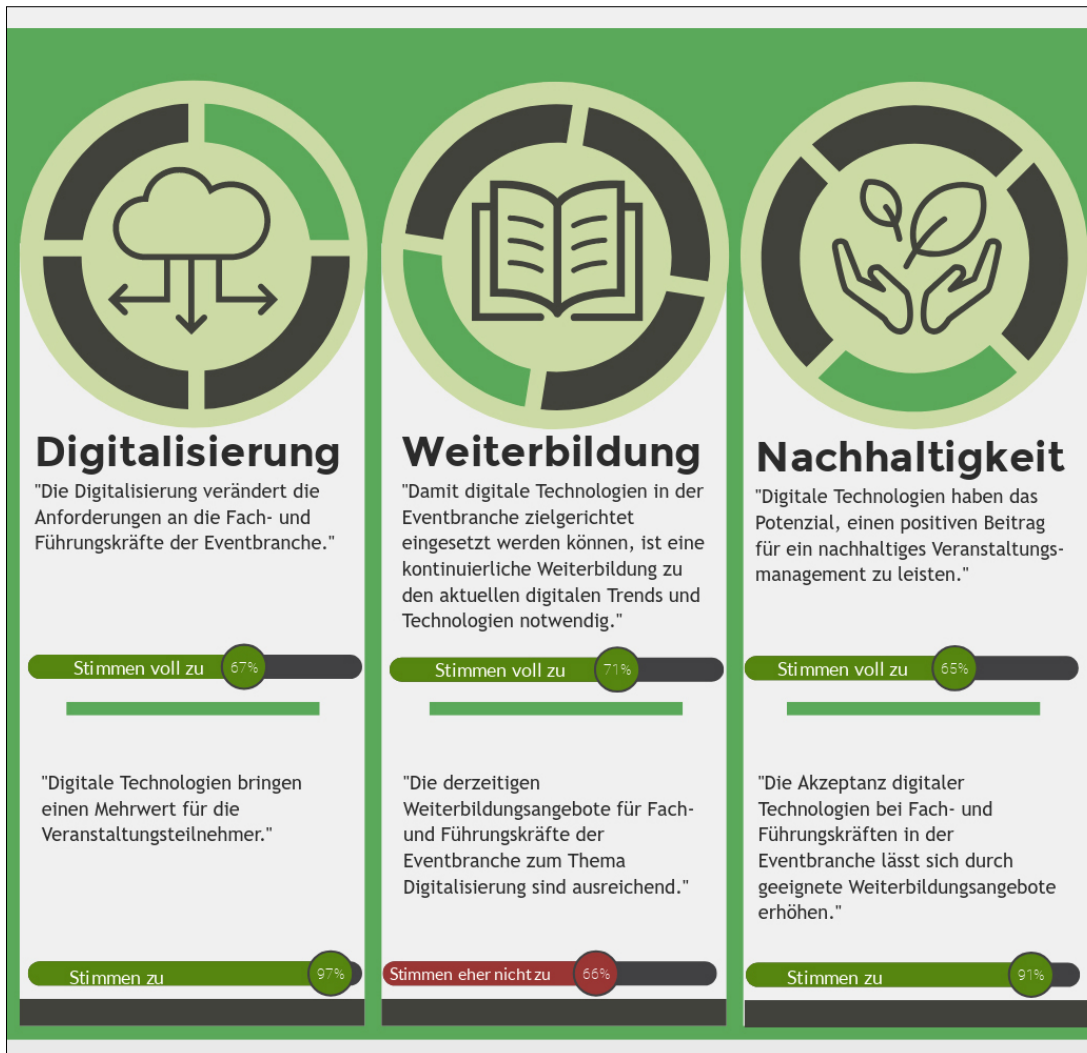 Digitalisierung
"Die Digitalisierung verändert die
Anforderungen an die Fach- und
Führungskräfte der Eventbranche."
Stimmen voll zu 67%
"Digitale Technologien bringen
einen Mehrwert für die
Veranstaltungsteilnehmer."
Stimmen zu 97%
Weiterbildung
"Damit digitale Technologien in der
Eventbranche zielgerichtet
eingesetzt werden können, ist eine
kontinuierliche Weiterbildung zu
den aktuellen digitalen Trends und
Technologien notwendig."
Stimmen voll zu 71%
"Die derzeitigen
Weiterbildungsangebote für Fach-
und Führungskräfte der
Eventbranche zum Thema
Digitalisierung sind ausreichend."
Stimmen eher nicht zu 66%
Nachhaltigkeit
"Digitale Technologien haben das
Potenzial, einen positiven Beitrag
für ein nachhaltiges Veranstaltungs-
management zu leisten."
Stimmen voll zu 65%
"Die Akzeptanz digitaler
Technologien bei Fach- und
Führungskräften in der
Eventbranche lässt sich durch
geeignete Weiterbildungsangebote
erhöhen."
Stimmen zu 91%